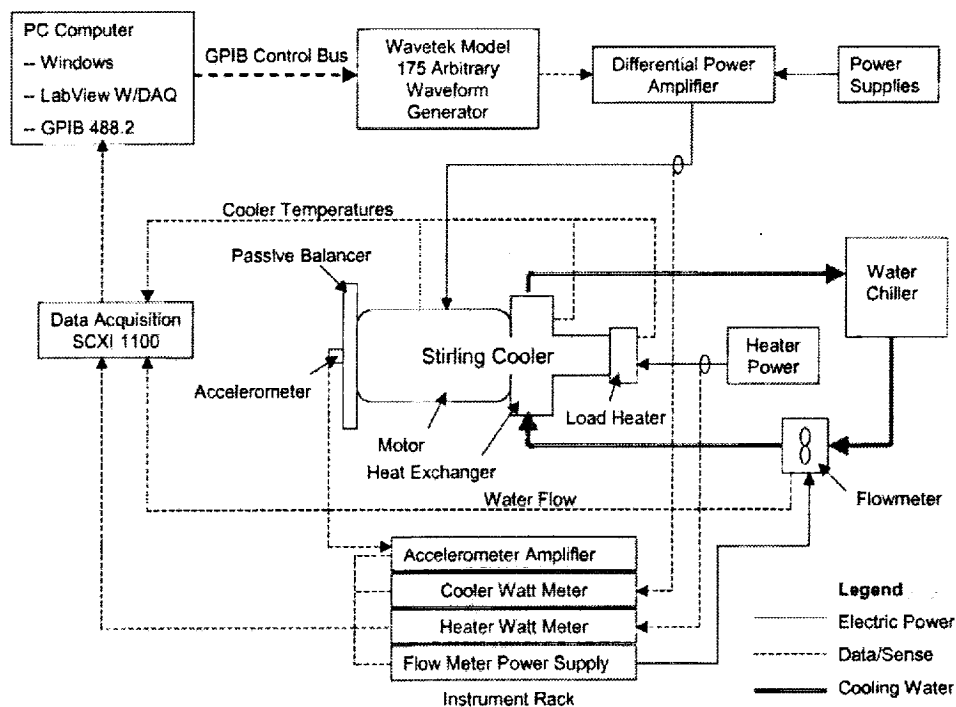 PC Computer
-- Windows
-- LabView W/DAQ
-- GPIB 488.2
GPIB Control Bus
Wavetek Model
175 Arbitrary
Waveform
Generator
Differential Power
Amplifier
Power
Supplies
Cooler Temperatures
Passive Balancer
Data Acquisition
SCXI 1100
Accelerometer
Stirling Cooler
Water
Chiller
Heater
Power
Load Heater
Motor
Heat Exchanger
Water Flow
Flowmeter
Accelerometer Amplifier
Cooler Watt Meter
Heater Watt Meter
Flow Meter Power Supply
Instrument Rack
Legend
Electric Power
Data/Sense
Cooling Water